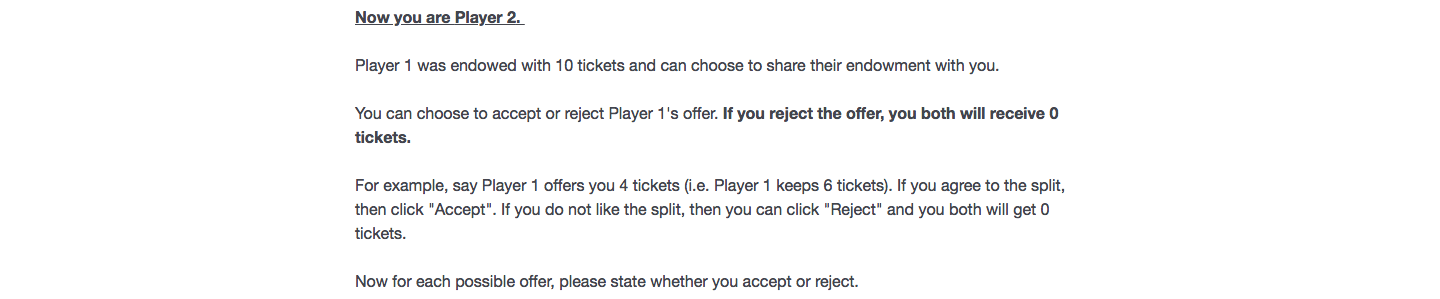 Now you are Player 2.
Player 1 was endowed with 10 tickets and can choose to share their endowment with you.
You can choose to accept or reject Player 1's offer. If you reject the offer, you both will receive 0
tickets.
For example, say Player 1 offers you 4 tickets (i.e. Player 1 keeps 6 tickets). If you agree to the split,
then click "Accept". If you do not like the split, then you can click "Reject" and you both will get 0
tickets.
Now for each possible offer, please state whether you accept or reject.